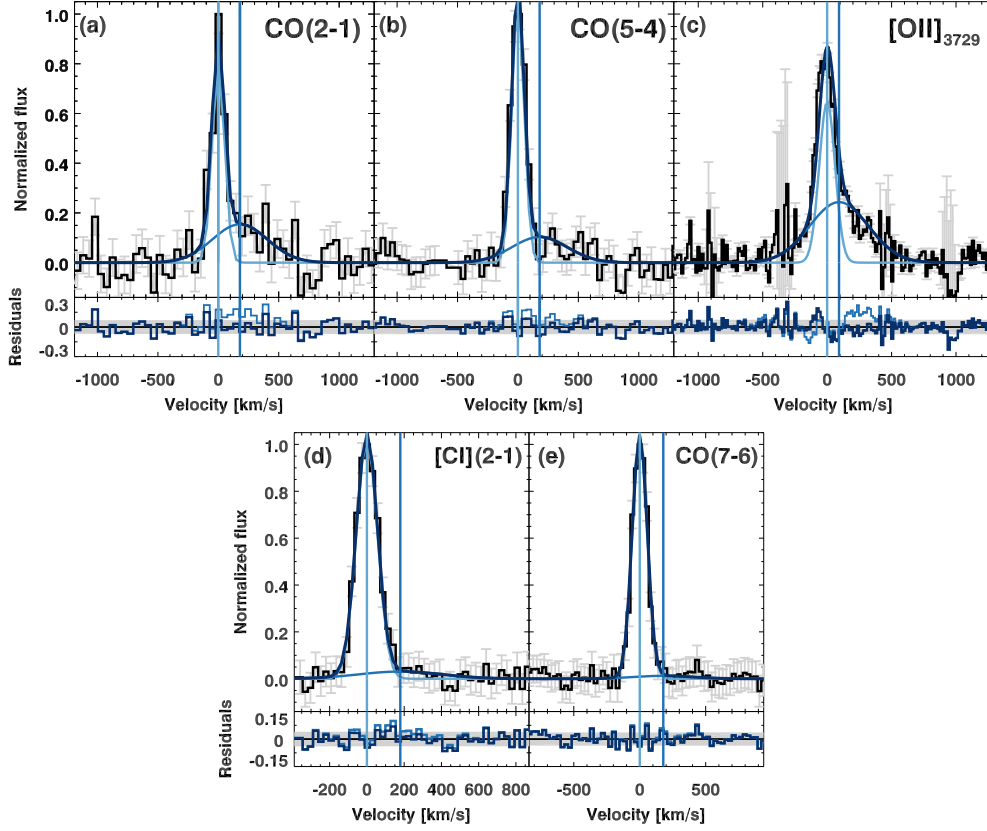 (a) CO(2-1) (b) CO(5-4) (c) [OII]3729
Normalized flux
1.0
0.8
0.6
0.4
0.2
0.0
Residuals
0.3
0
-0.3
-1000 -500 0 500 1000 -1000 -500 0 500 1000 -1000 -500 0 500 1000
Velocity [km/s] Velocity [km/s] Velocity [km/s]
(d) [CI](2-1) (e) CO(7-6)
Normalized flux
1.0
0.8
0.6
0.4
0.2
0.0
Residuals
0.15
0
-0.15
-200 0 200 400 600 800 -500 0 500
Velocity [km/s] Velocity [km/s]